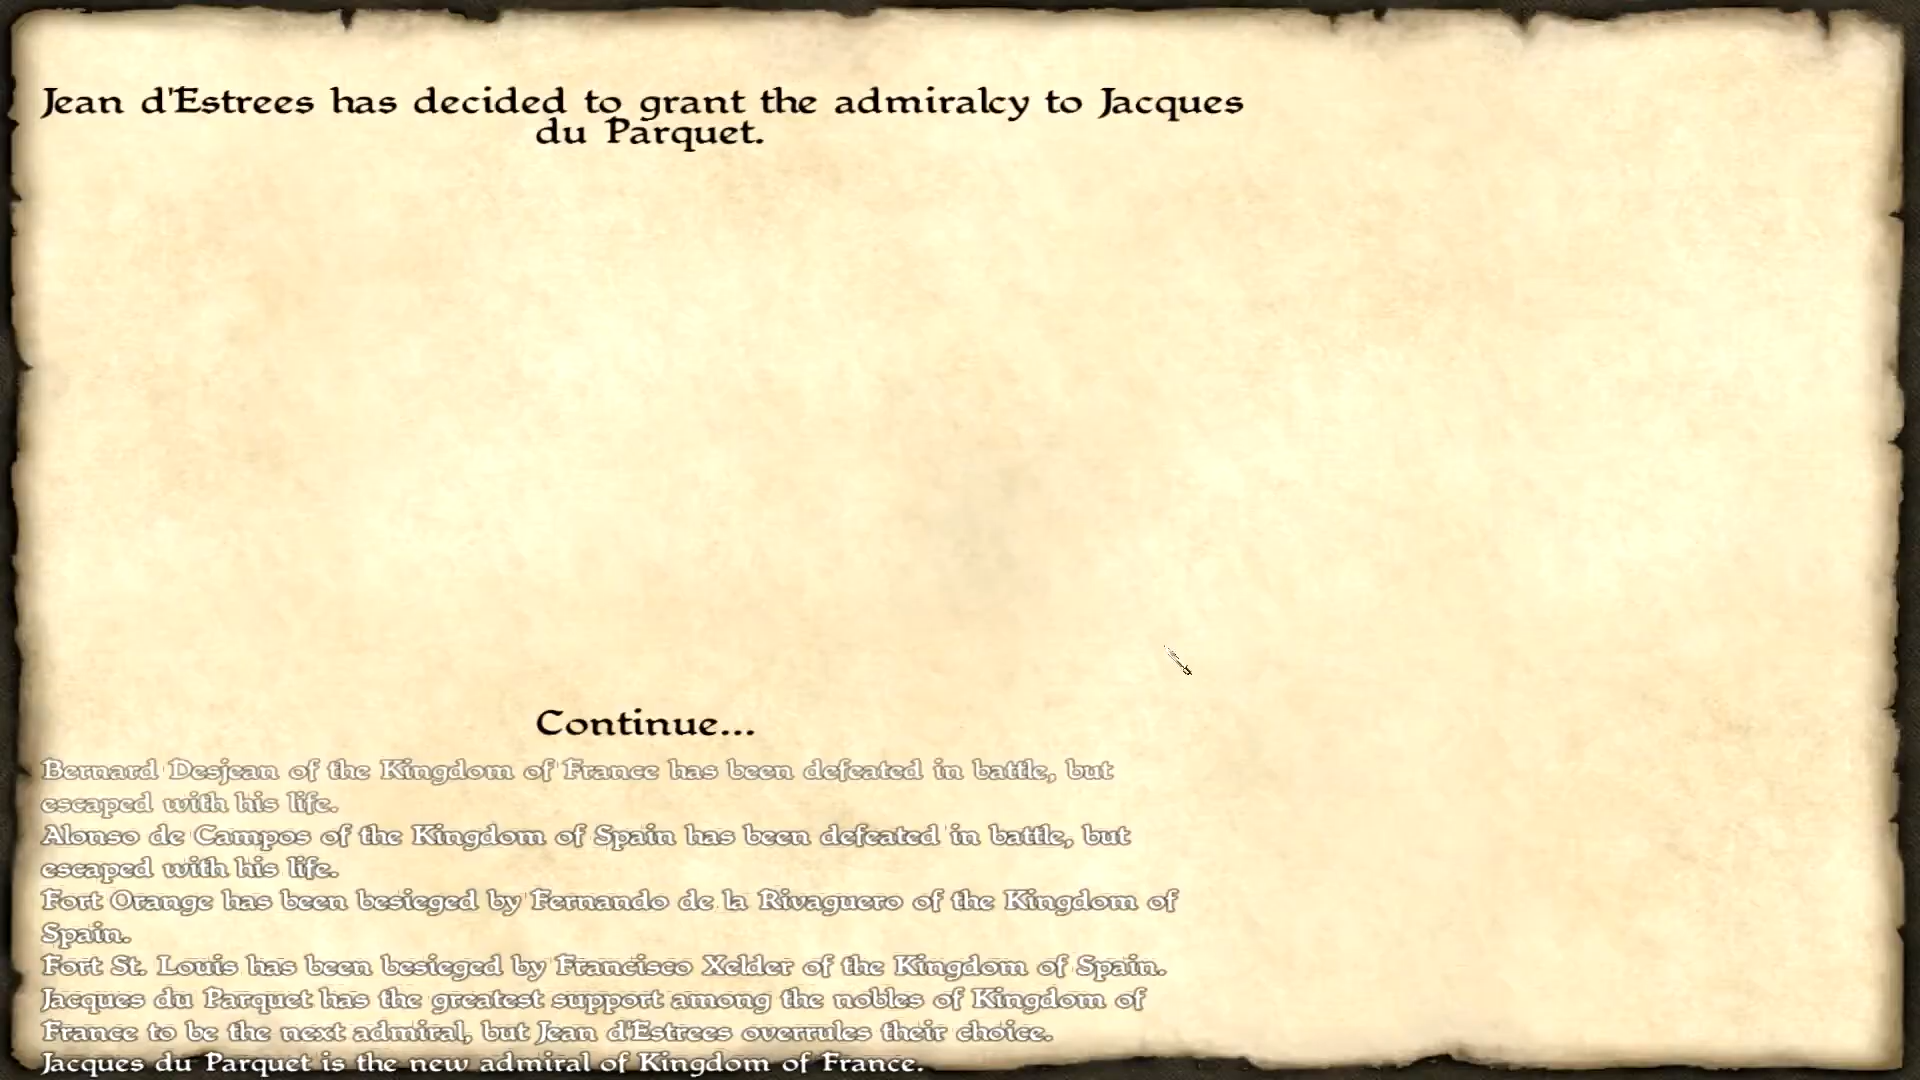 Jean d'Estrees has decided to grant the admiralcy to Jacques
du Parquet.
Continue...
Bernard Desjean of the Kingdom of France has been defeated in battle, but
escaped with his life.
Alonso de Campos of the Kingdom of Spain has been defeated in battle, but
escaped with his life.
Fort Orange has been besieged by Fernando de la Rivaguero of the Kingdom of
Spain.
Fort St. Louis has been besieged by Francisco Xelder of the Kingdom of Spain.
Jacques du Parquet has the greatest support among the nobles of Kingdom of
France to be the next admiral, but Jean d'Estrees overrules their choice.
Jacques du Parquet is the new admiral of Kingdom of France.